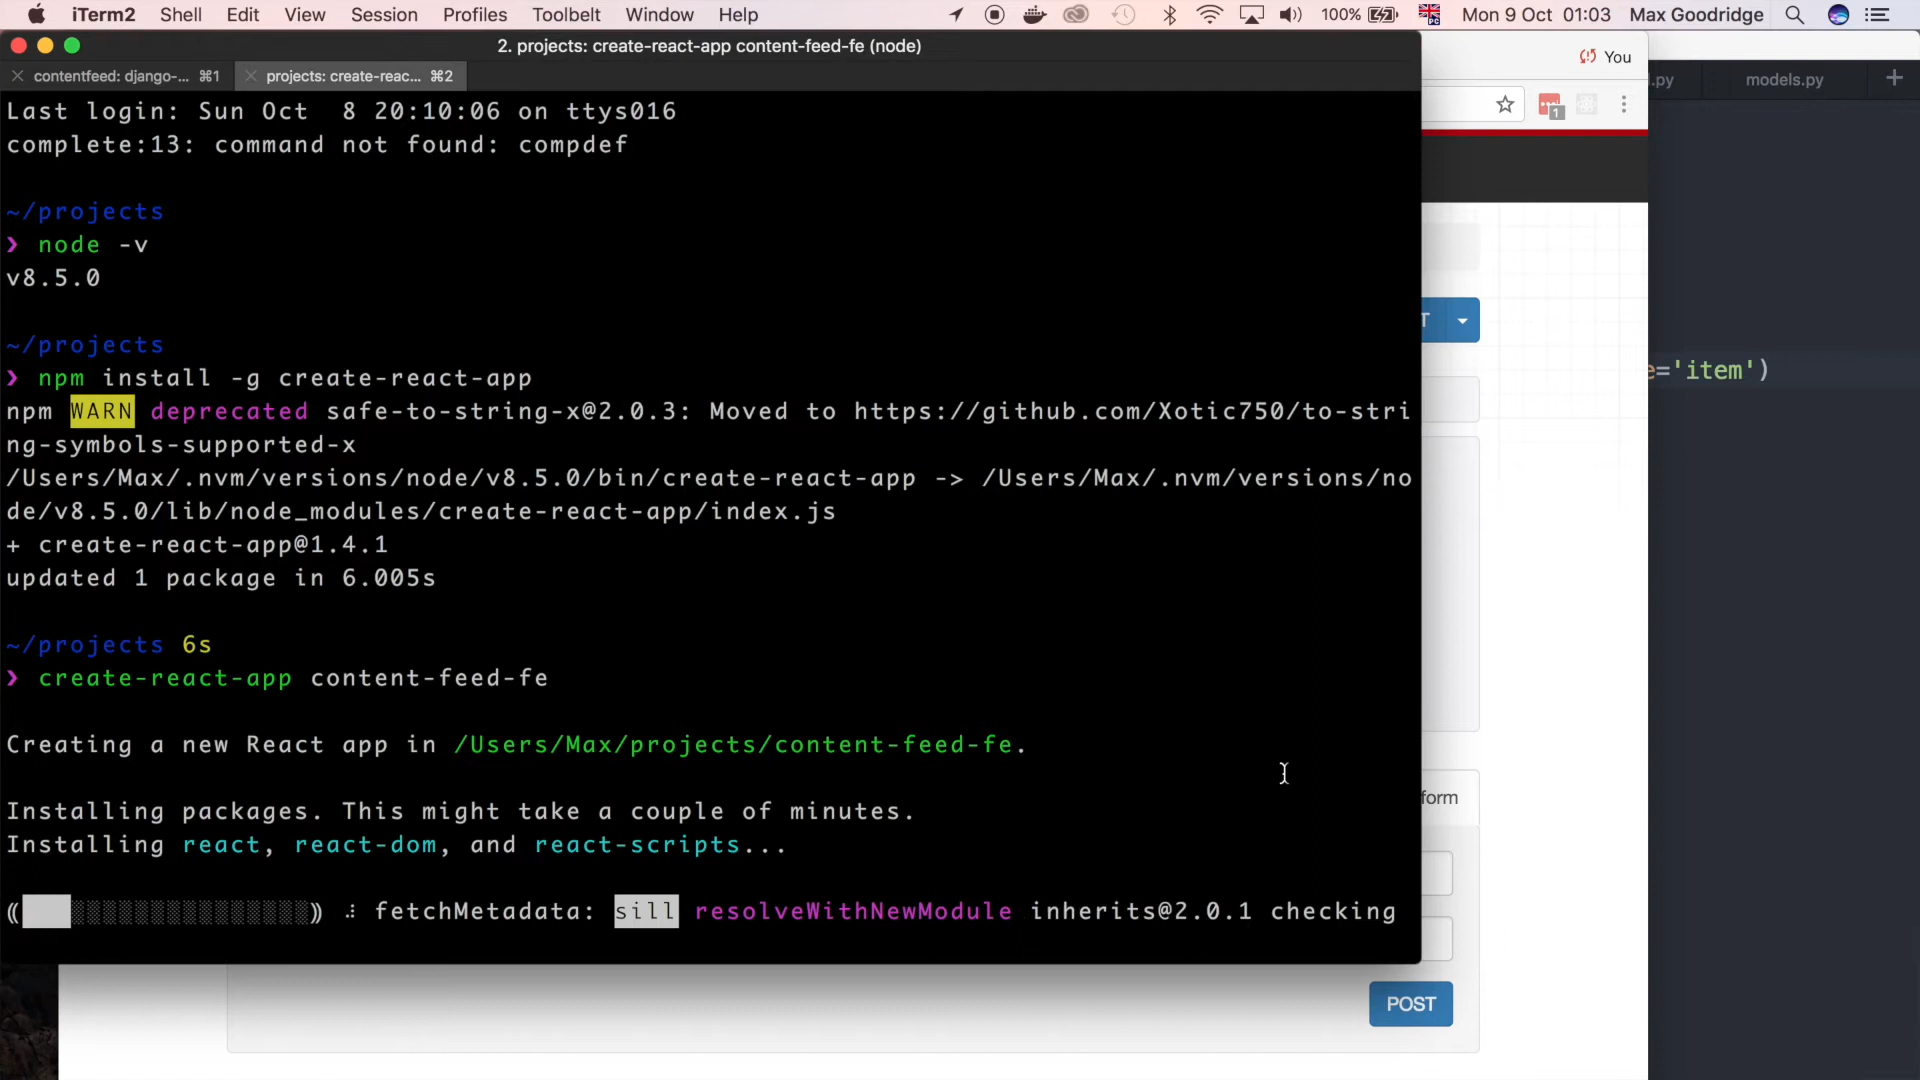 iTerm2 Shell Edit View Session Profiles Toolbelt Window Help 100% Mon 9 Oct 01:03 Max Goodridge
2. projects: create-react-app content-feed-fe (node)
You
contentfeed: django-... ⌘1 projects: create-reac... ⌘2
.py models.py
1
Last login: Sun Oct  8 20:10:06 on ttys016
complete:13: command not found: compdef
~/projects
❯ node -v
v8.5.0
~/projects
❯ npm install -g create-react-app
npm WARN deprecated safe-to-string-x@2.0.3: Moved to https://github.com/Xotic750/to-stri
ng-symbols-supported-x
/Users/Max/.nvm/versions/node/v8.5.0/bin/create-react-app -> /Users/Max/.nvm/versions/no
de/v8.5.0/lib/node_modules/create-react-app/index.js
+ create-react-app@1.4.1
updated 1 package in 6.005s
~/projects 6s
❯ create-react-app content-feed-fe
Creating a new React app in /Users/Max/projects/content-feed-fe.
Installing packages. This might take a couple of minutes.
Installing react, react-dom, and react-scripts...
fetchMetadata: sill resolveWithNewModule inherits@2.0.1 checking
T
='item')
form
POST